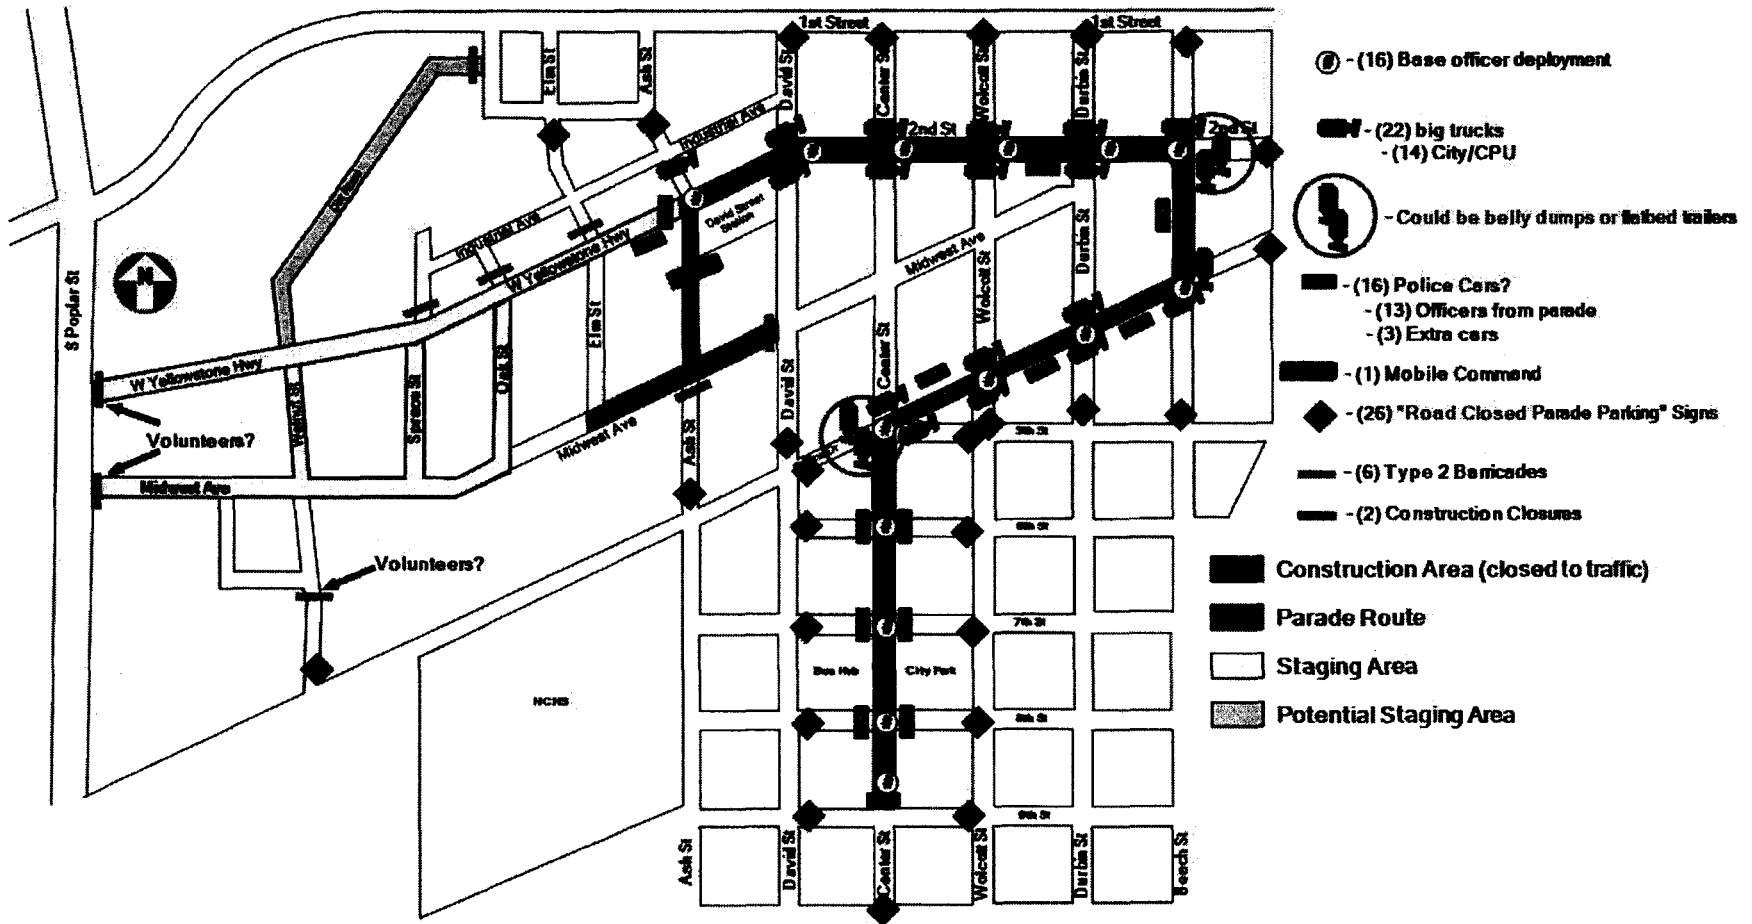 1st Street
1st Street
Elm St
Ash St
David St
Center St
Wolcott St
Durbin St
Industrial Ave
2nd St
2nd St
David Street
Station
Industrial Ave
W Yellowstone Hwy
Midwest Ave
Durbin St
Wolcott St
Center St
David St
S Poplar St
N
W Yellowstone Hwy
Elm St
Oak St
Spruce St
Walnut St
Volunteers?
Midwest Ave
Midwest Ave
Ash St
5th St
6th St
Volunteers?
7th St
Bus Hub
City Park
NCHS
8th St
9th St
Ash St
David St
Center St
Wolcott St
Durbin St
Beech St
# - (16) Base officer deployment
- (22) big trucks
- (14) City/CPU
- Could be belly dumps or flatbed trailers
- (16) Police Cars?
- (13) Officers from parade
- (3) Extra cars
- (1) Mobile Command
- (26) "Road Closed Parade Parking" Signs
- (6) Type 2 Barricades
- (2) Construction Closures
Construction Area (closed to traffic)
Parade Route
Staging Area
Potential Staging Area